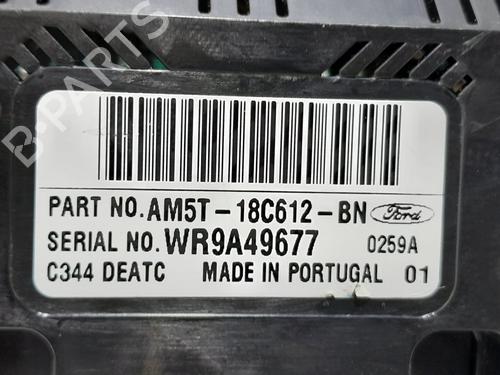 B-PARTS
PART NO. AM5T-18C612-BN Ford
SERIAL NO. WR9A49677 0259A
C344 DEATC MADE IN PORTUGAL 01